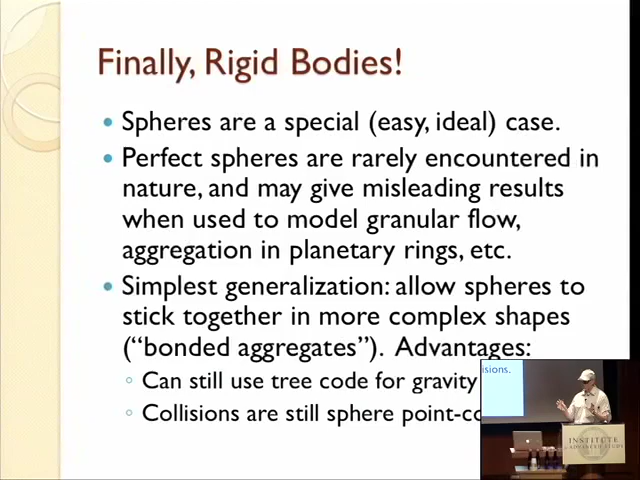 Finally, Rigid Bodies!
Spheres are a special (easy, ideal) case.
Perfect spheres are rarely encountered in
nature, and may give misleading results
when used to model granular flow,
aggregation in planetary rings, etc.
Simplest generalization: allow spheres to
stick together in more complex shapes
("bonded aggregates"). Advantages:
Can still use tree code for gravity
Collisions are still sphere point-co
isions.
INSTITUTE
ADVANCED STUDY